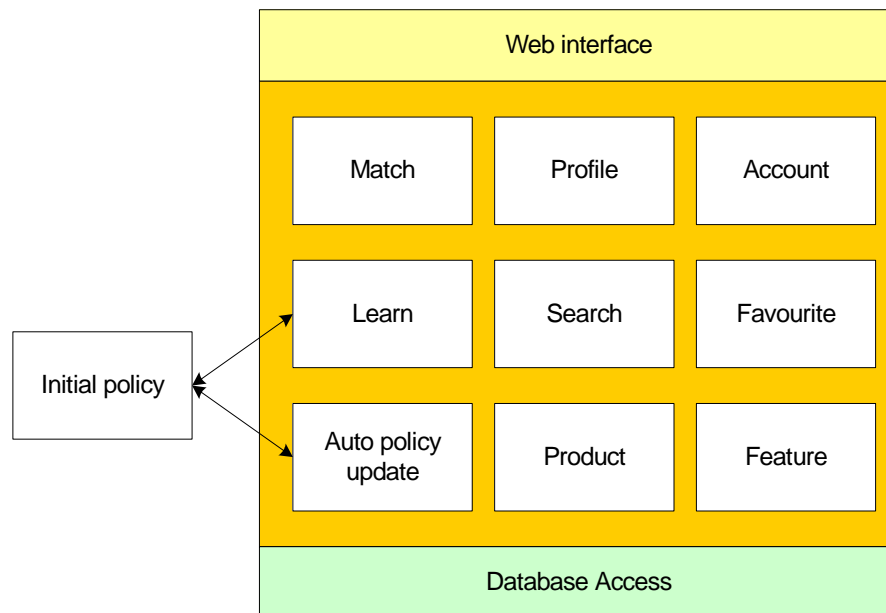 Web interface
Match
Profile
Account
Learn
Search
Favourite
Initial policy
Auto policy
update
Product
Feature
Database Access